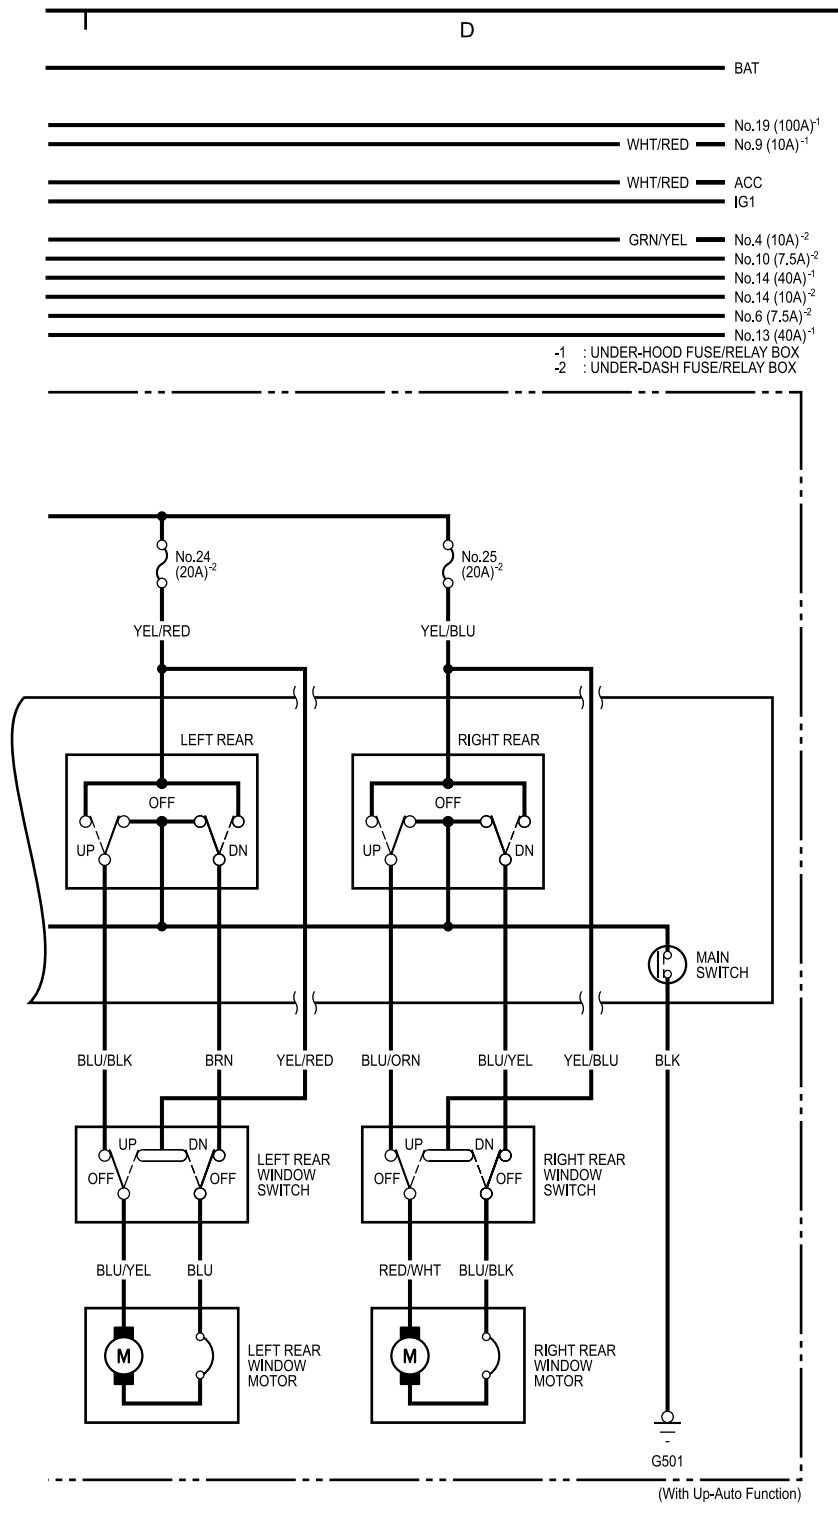 D
BAT
No.19 (100A)-1
WHT/RED No.9 (10A)-1
WHT/RED ACC
IG1
GRN/YEL No.4 (10A)-2
No.10 (7.5A)-2
No.14 (40A)-1
No.14 (10A)-2
No.6 (7.5A)-2
No.13 (40A)-1
-1 : UNDER-HOOD FUSE/RELAY BOX
-2 : UNDER-DASH FUSE/RELAY BOX
No.24
(20A)-2
No.25
(20A)-2
YEL/RED
YEL/BLU
LEFT REAR
RIGHT REAR
OFF
OFF
UP
DN
UP
DN
MAIN
SWITCH
BLU/BLK
BRN
YEL/RED
BLU/ORN
BLU/YEL
YEL/BLU
BLK
UP
DN
OFF
OFF
LEFT REAR
WINDOW
SWITCH
UP
DN
OFF
OFF
RIGHT REAR
WINDOW
SWITCH
BLU/YEL
BLU
RED/WHT
BLU/BLK
M
LEFT REAR
WINDOW
MOTOR
M
RIGHT REAR
WINDOW
MOTOR
G501
(With Up-Auto Function)